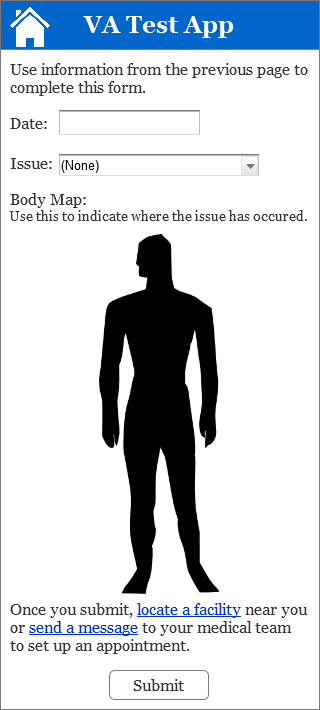 VA Test App
Use information from the previous page to
complete this form.
Date:
Issue: (None)
Body Map:
Use this to indicate where the issue has occured.
Once you submit, locate a facility near you
or send a message to your medical team
to set up an appointment.
Submit